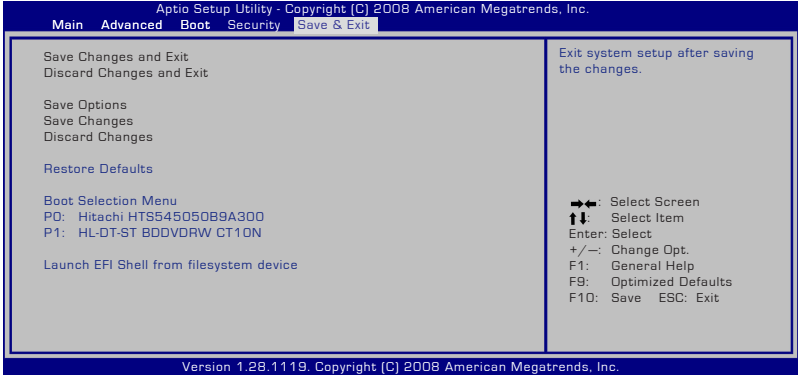 Aptio Setup Utility - Copyright (C) 2008 American Megatrends, Inc.
Main Advanced Boot Security Save & Exit
Save Changes and Exit
Discard Changes and Exit
Save Options
Save Changes
Discard Changes
Restore Defaults
Boot Selection Menu
P0: Hitachi HTS545050B9A300
P1: HL-DT-ST BDDVDRW CT10N
Launch EFI Shell from filesystem device
Exit system setup after saving
the changes.
→←: Select Screen
↑↓: Select Item
Enter: Select
+/—: Change Opt.
F1: General Help
F9: Optimized Defaults
F10: Save ESC: Exit
Version 1.28.1119. Copyright (C) 2008 American Megatrends, Inc.